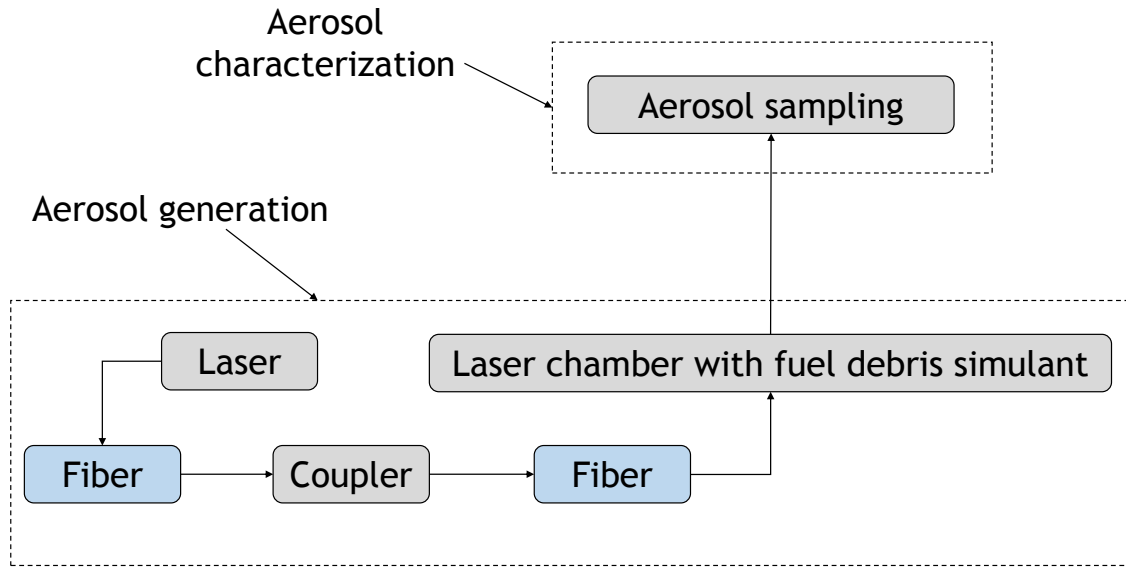 Aerosol
characterization
Aerosol sampling
Aerosol generation
Laser
Laser chamber with fuel debris simulant
Fiber
Coupler
Fiber